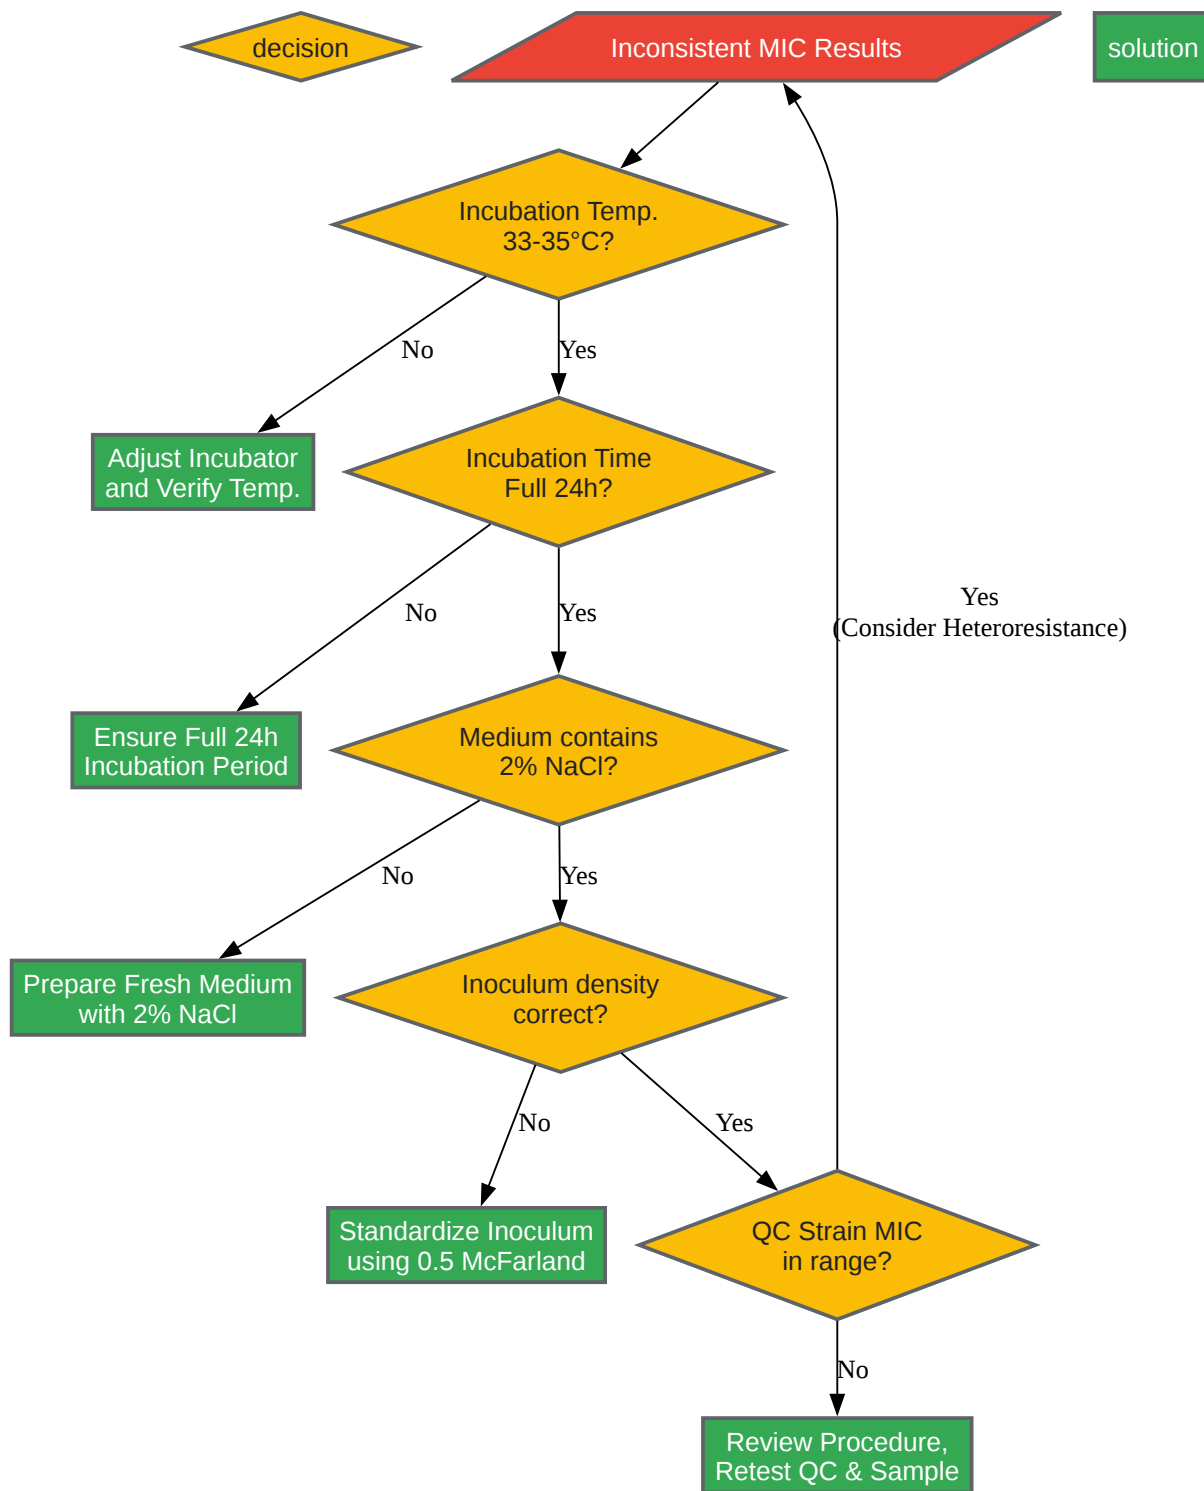 decision
Inconsistent MIC Results
solution
Incubation Temp.
33-35°C?
No
Yes
Adjust Incubator
and Verify Temp.
Incubation Time
Full 24h?
No
Yes
Yes
(Consider Heteroresistance)
Ensure Full 24h
Incubation Period
Medium contains
2% NaCl?
No
Yes
Prepare Fresh Medium
with 2% NaCl
Inoculum density
correct?
No
Yes
Standardize Inoculum
using 0.5 McFarland
QC Strain MIC
in range?
No
Review Procedure,
Retest QC & Sample